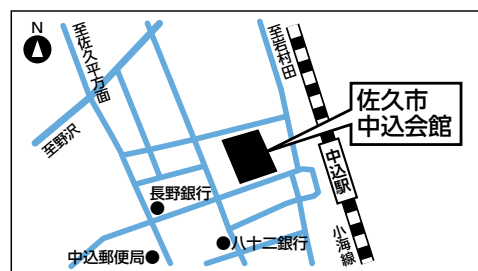 N
至佐久平方面
至岩村田
至野沢
佐久市
中込会館
中込駅
長野銀行
八十二銀行
中込郵便局
小海線